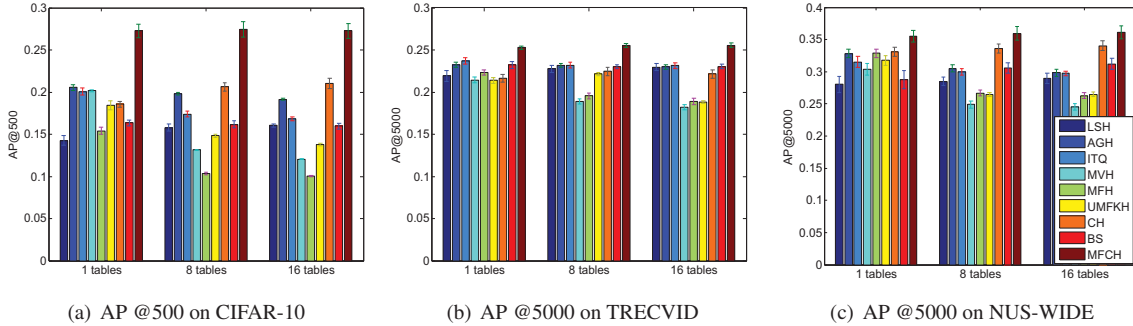 0.3
0.25
0.2
0.15
0.1
0.05
0
AP@500
1 tables
8 tables
16 tables
(a) AP @500 on CIFAR-10
0.3
0.25
0.2
0.15
0.1
0.05
0
AP@5000
1 tables
8 tables
16 tables
(b) AP @5000 on TRECVID
0.4
0.35
0.3
0.25
0.2
0.15
0.1
0.05
0
AP@5000
LSH
AGH
ITQ
MVH
MFH
UMFKH
CH
BS
MFCH
1 tables
8 tables
16 tables
(c) AP @5000 on NUS-WIDE